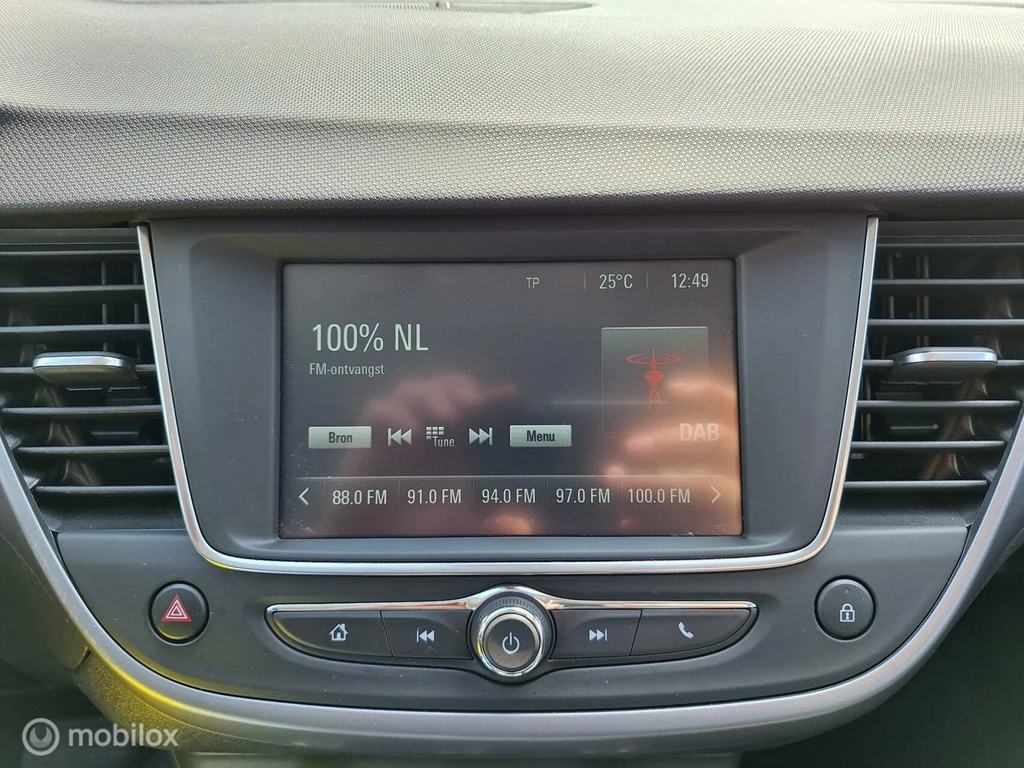 TP 25°C 12:49
100% NL
FM-ontvangst
DAB
Bron Tune Menu
88.0 FM 91.0 FM 94.0 FM 97.0 FM 100.0 FM
mobilox